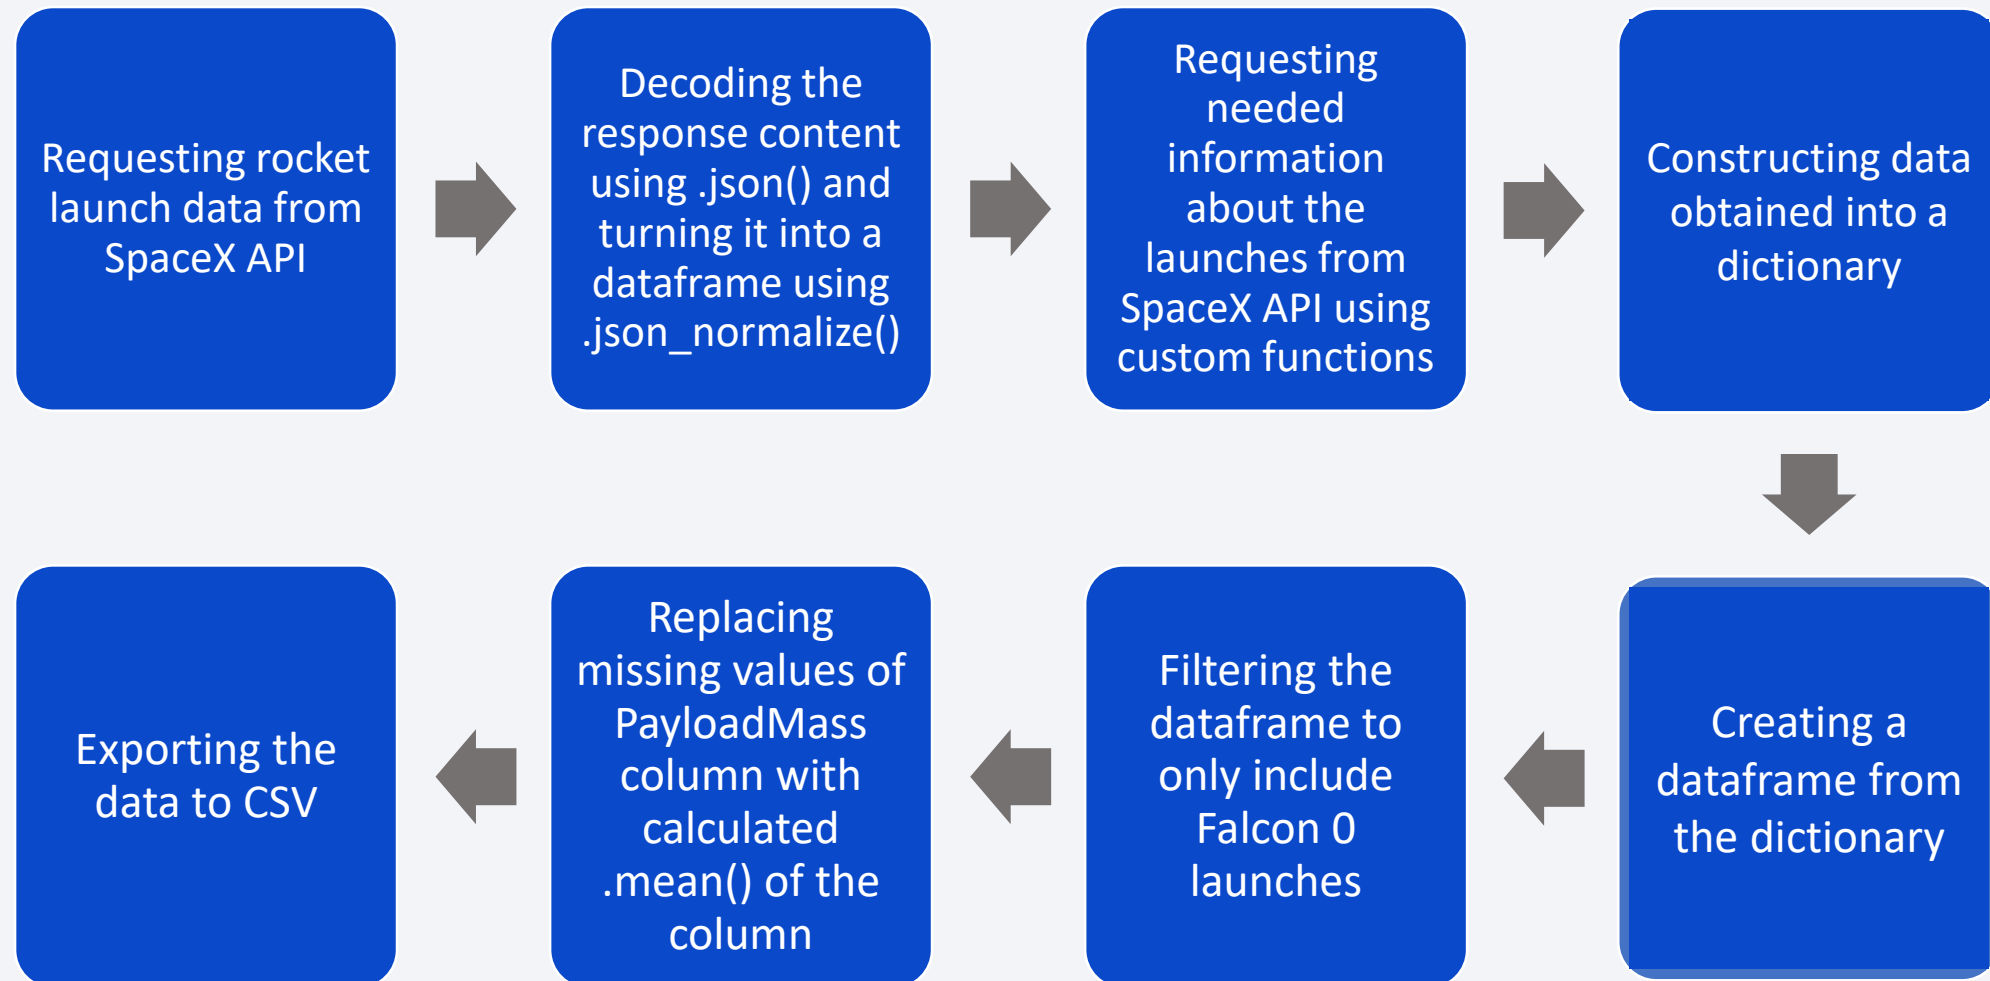 Requesting rocket
launch data from
SpaceX API
Decoding the
response content
using .json() and
turning it into a
dataframe using
.json_normalize()
Requesting
needed
information
about the
launches from
SpaceX API using
custom functions
Constructing data
obtained into a
dictionary
Creating a
dataframe from
the dictionary
Filtering the
dataframe to
only include
Falcon 0
launches
Replacing
missing values of
PayloadMass
column with
calculated
.mean() of the
column
Exporting the
data to CSV